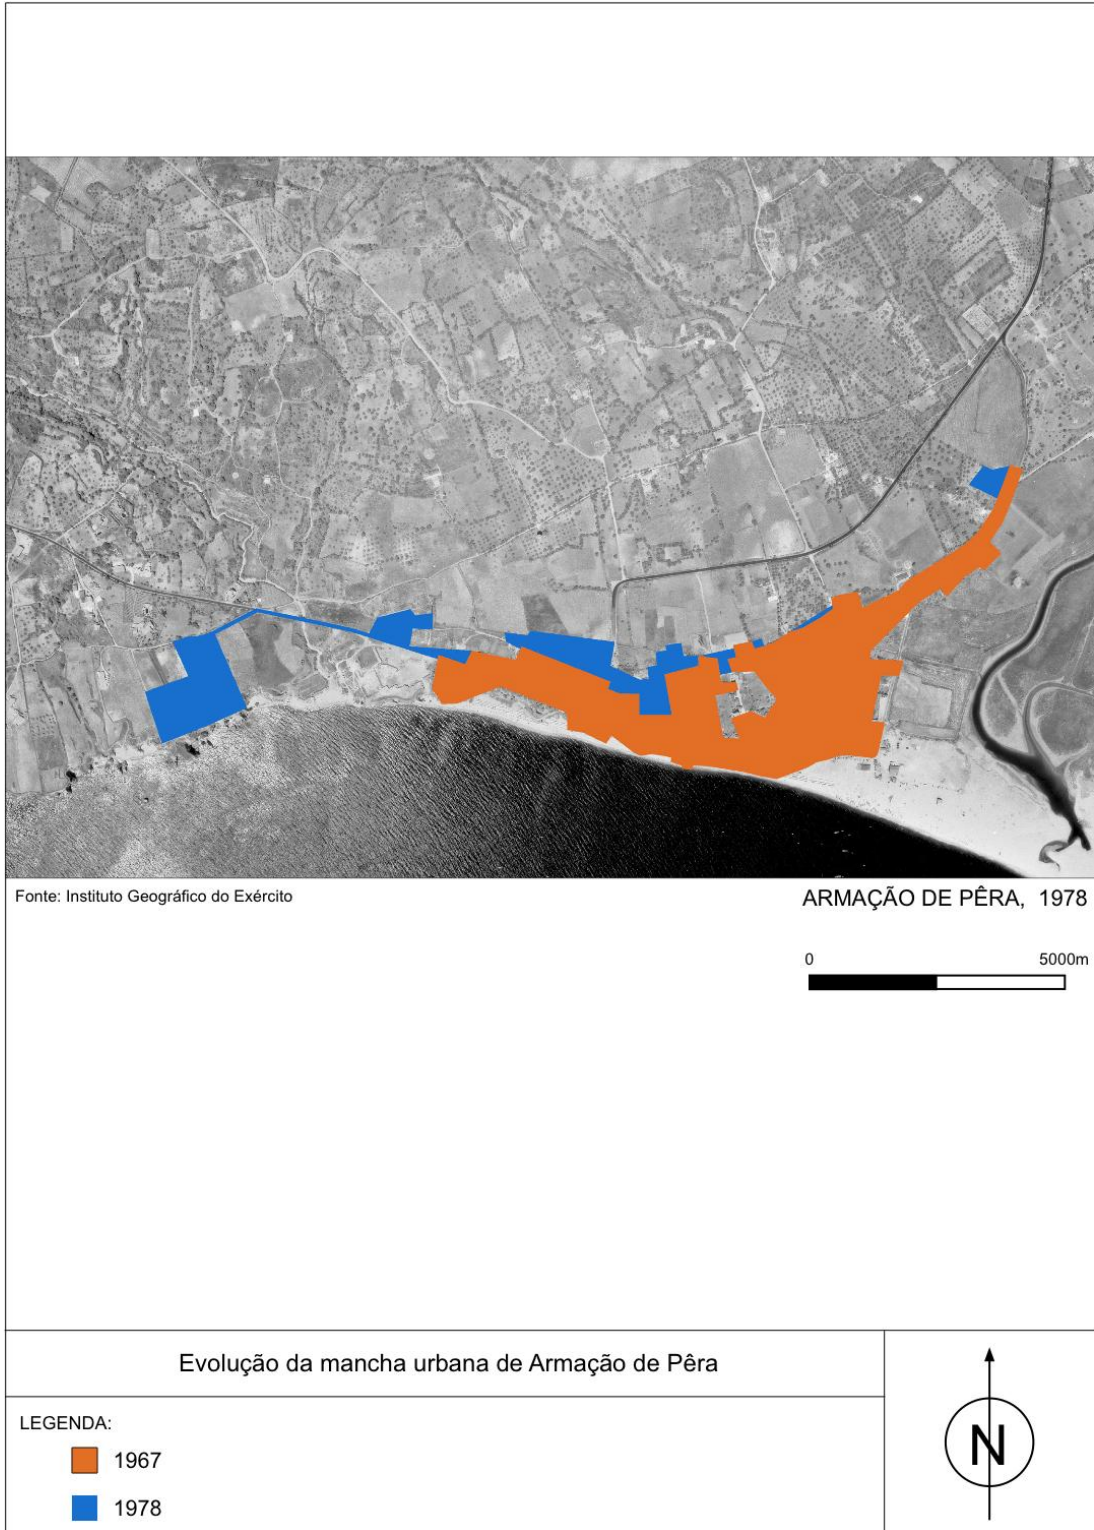 Fonte: Instituto Geográfico do Exército
ARMAÇÃO DE PÊRA, 1978
0 5000m
Evolução da mancha urbana de Armação de Pêra
LEGENDA:
1967
1978
N